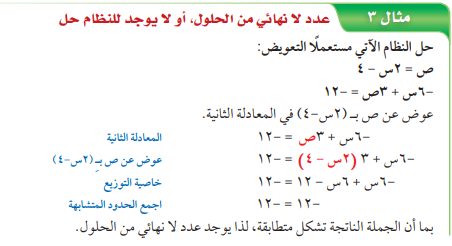 مثال ٣ عدد لا نهائي من الحلول، أو لا يوجد للنظام حل
حل النظام الآتي مستعملًا التعويض:
ص = ٢س – ٤
–٦س + ٣ص = –١٢
عوض عن ص بـ (٢س–٤) في المعادلة الثانية.
–٦س + ٣ص = –١٢ المعادلة الثانية
–٦س + ٣ (٢س – ٤) = –١٢ عوض عن ص بـ (٢س–٤)
–٦س + ٦س – ١٢ = –١٢ خاصية التوزيع
–١٢ = –١٢ اجمع الحدود المتشابهة
بما أن الجملة الناتجة تشكل متطابقة، لذا يوجد عدد لا نهائي من الحلول.